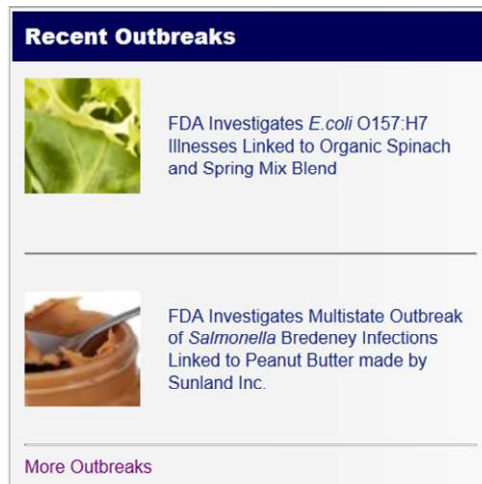 Recent Outbreaks
FDA Investigates E.coli O157:H7
Illnesses Linked to Organic Spinach
and Spring Mix Blend
FDA Investigates Multistate Outbreak
of Salmonella Bredeney Infections
Linked to Peanut Butter made by
Sunland Inc.
More Outbreaks